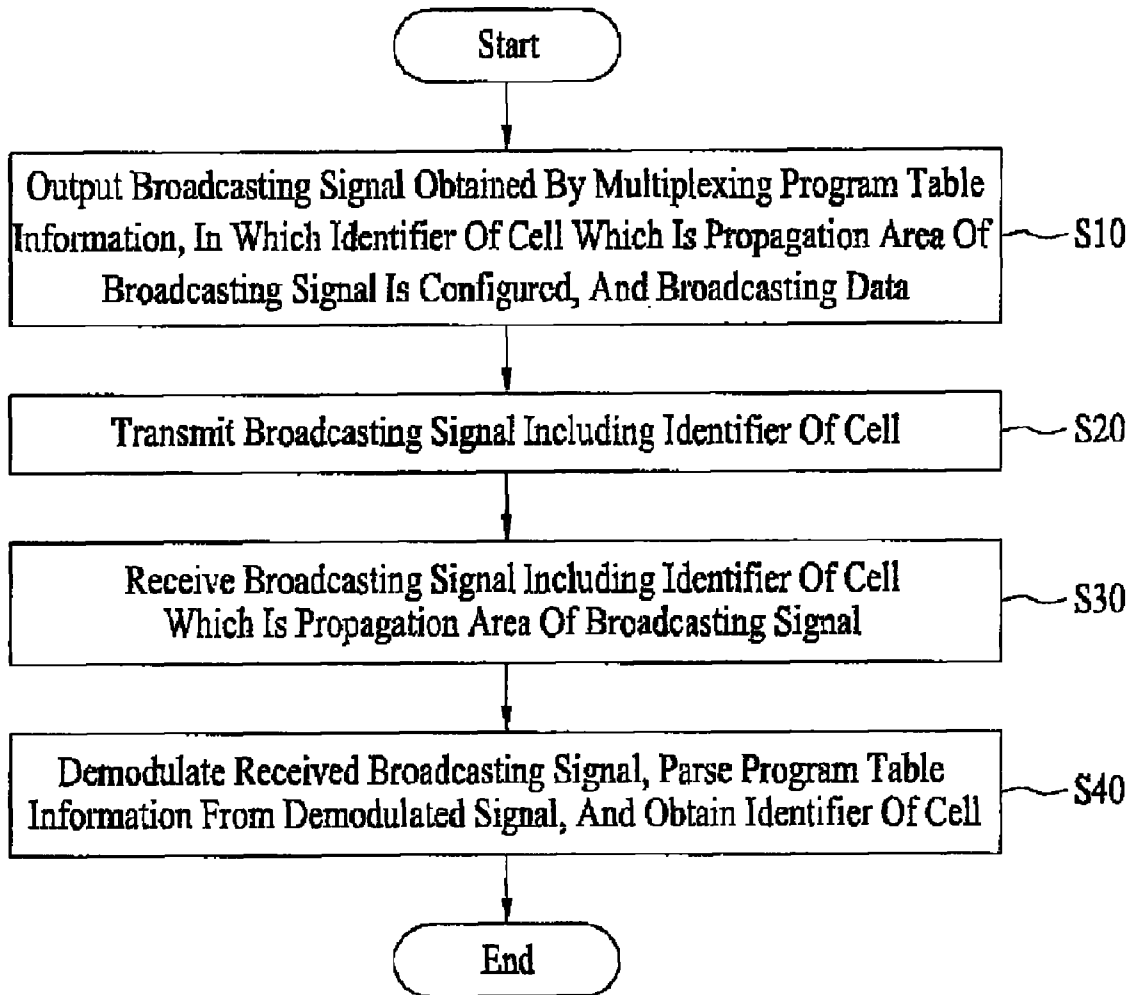 Start
Output Broadcasting Signal Obtained By Multiplexing Program Table
Information, In Which Identifier Of Cell Which Is Propagation Area Of
Broadcasting Signal Is Configured, And Broadcasting Data
S10
Transmit Broadcasting Signal Including Identifier Of Cell
S20
Receive Broadcasting Signal Including Identifier Of Cell
Which Is Propagation Area Of Broadcasting Signal
S30
Demodulate Received Broadcasting Signal, Parse Program Table
Information From Demodulated Signal, And Obtain Identifier Of Cell
S40
End